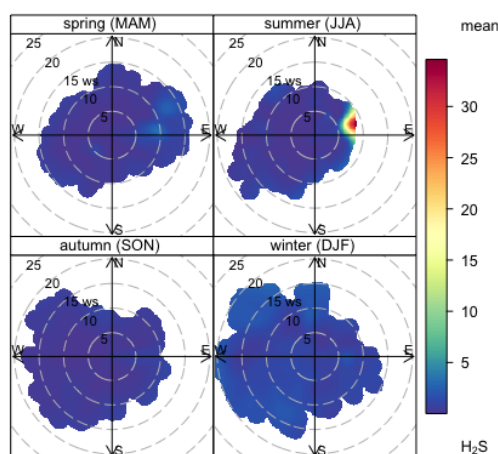 spring (MAM)
summer (JJA)
mean
25
20
15 ws
10
5
N
E
S
W
25
20
15 ws
10
5
N
E
S
W
autumn (SON)
winter (DJF)
25
20
15 ws
10
5
N
E
S
W
25
20
15 ws
10
5
N
E
S
W
30
25
20
15
10
5
H₂S